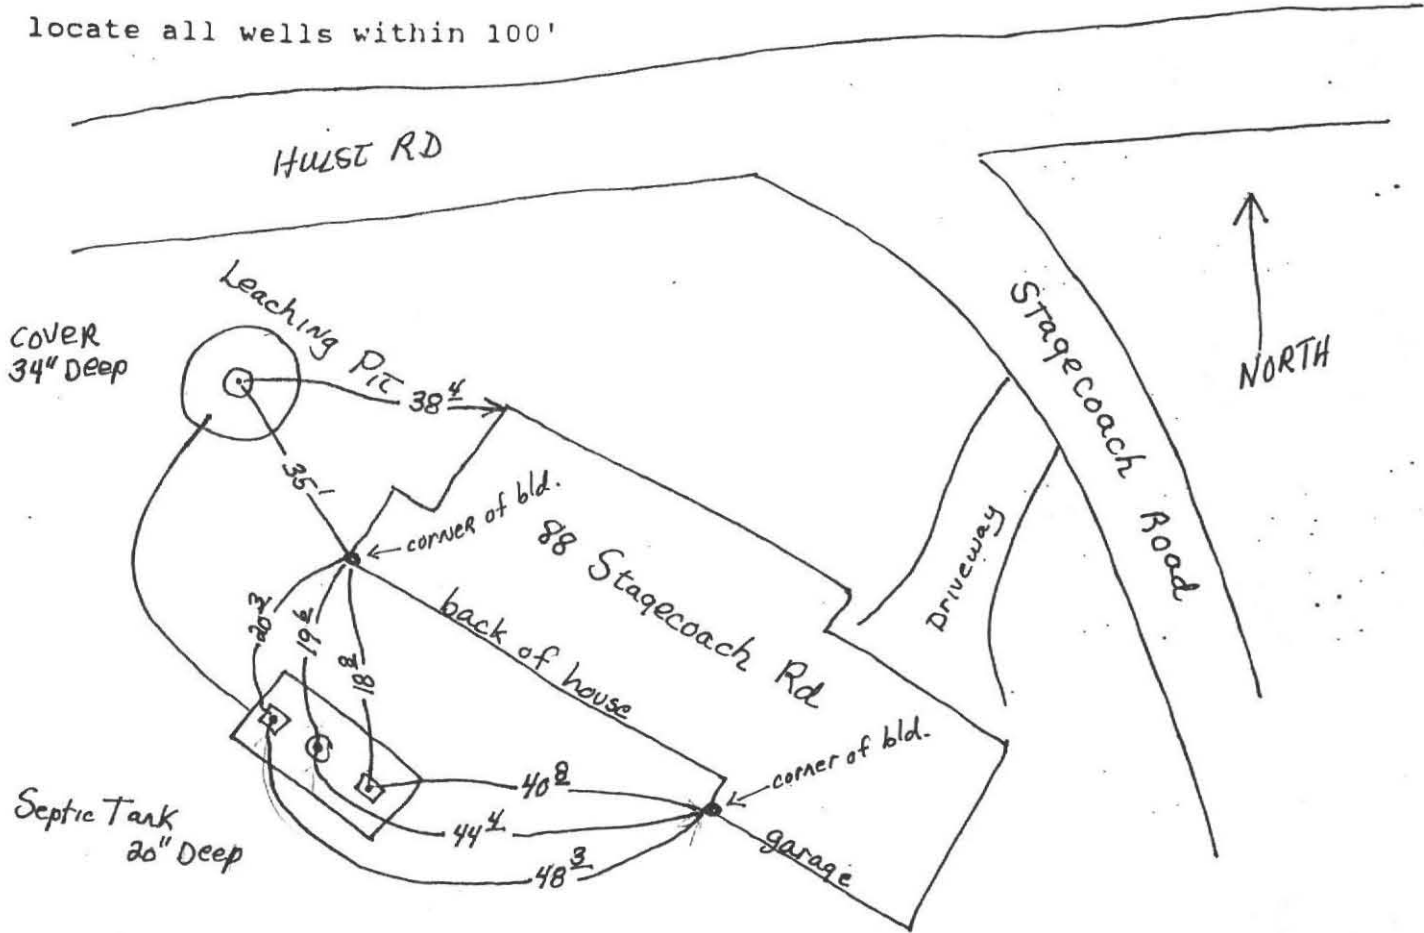 locate all wells within 100'
HULST RD
Leaching Pit
COVER
34" Deep
38 4
35'
NORTH
Stagecoach Road
corner of bld.
88 Stagecoach Rd
Driveway
back of house
20 3
19 6
18 8
corner of bld.
40 8
44 4
48 3
garage
Septic Tank
20" Deep